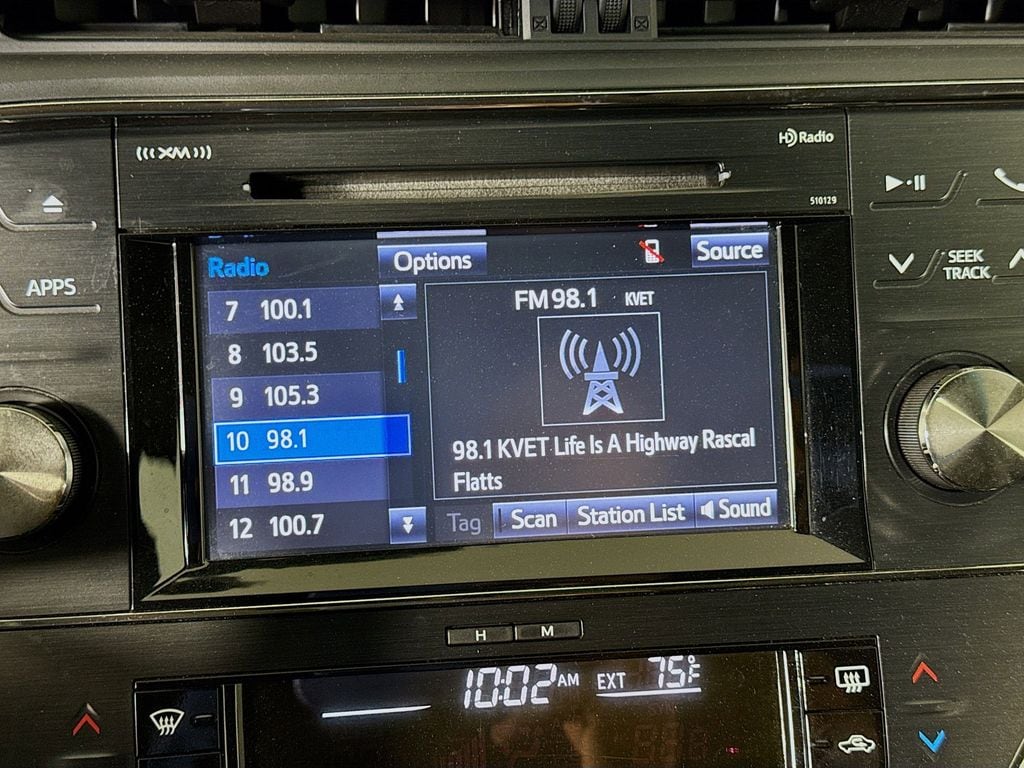 XM
HD Radio
510129
APPS
SEEK
TRACK
Radio
Options
Source
7 100.1
8 103.5
9 105.3
10 98.1
11 98.9
12 100.7
FM 98.1 KVET
98.1 KVET Life Is A Highway Rascal
Flatts
Tag
Scan
Station List
Sound
H
M
10:02 AM
EXT 75°F